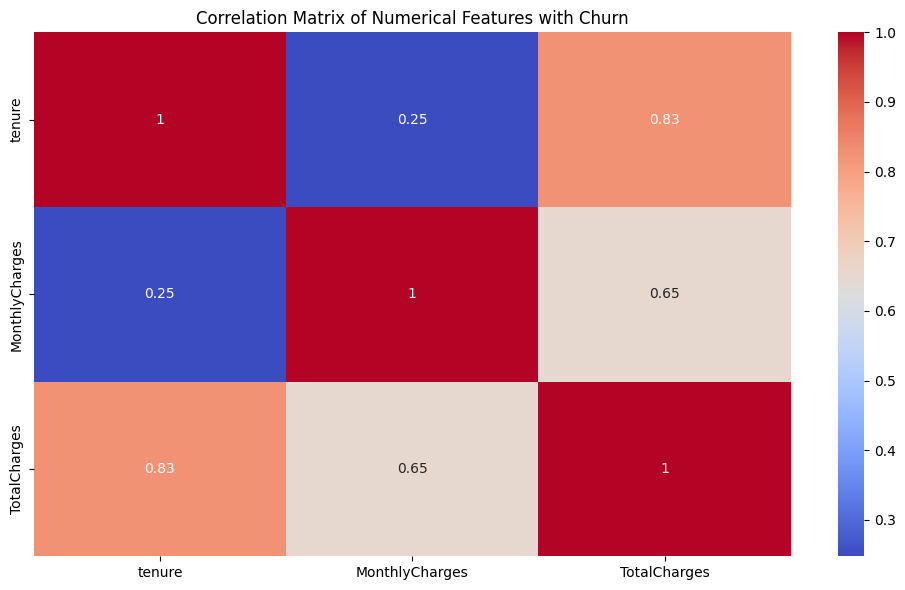 Correlation Matrix of Numerical Features with Churn
tenure
1
0.25
0.83
MonthlyCharges
0.25
1
0.65
TotalCharges
0.83
0.65
1
tenure
MonthlyCharges
TotalCharges
1.0
0.9
0.8
0.7
0.6
0.5
0.4
0.3